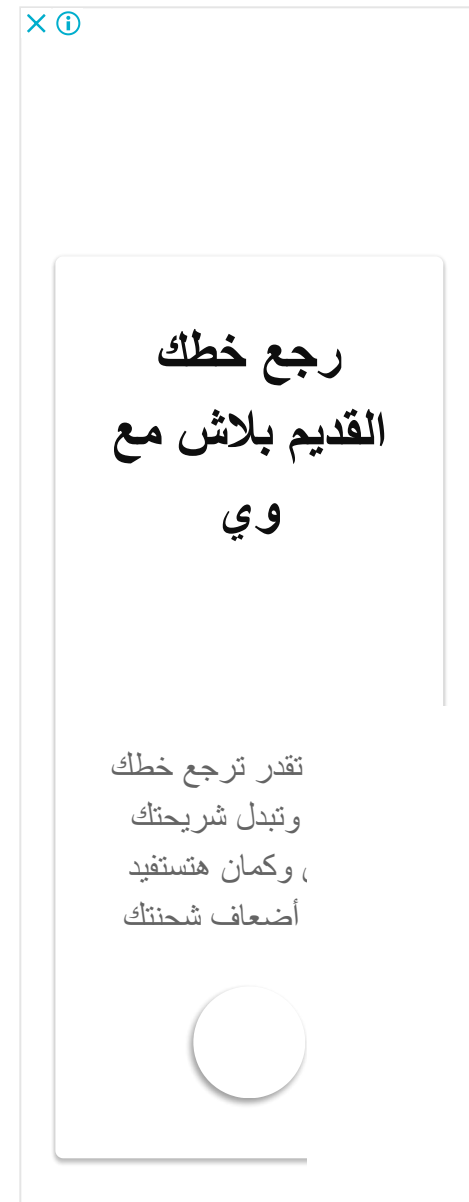 رجع خطك
القديم بلاش مع
وي
تقدر ترجع خطك
وتبدل شريحتك
وكمان هتستفيد
أضعاف شحنتك